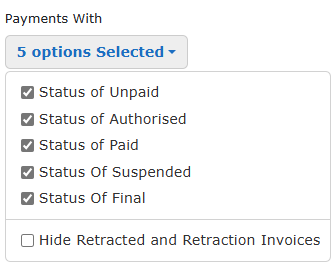 Payments With
5 options Selected
Status of Unpaid
Status of Authorised
Status of Paid
Status Of Suspended
Status Of Final
Hide Retracted and Retraction Invoices